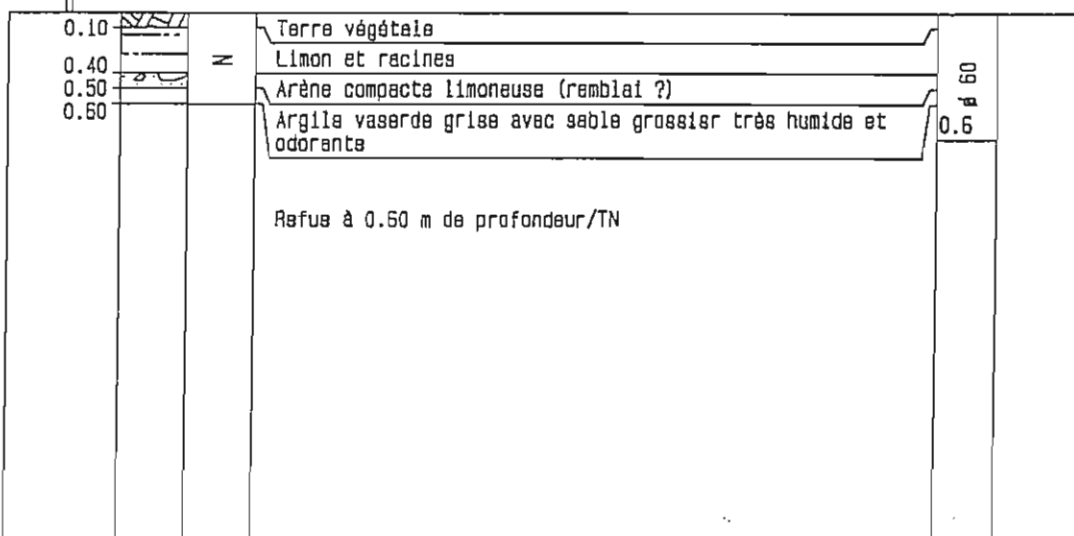 0.10
Terre végétale
N
Limon et racines
0.40
Arène compacte limoneuse (remblai ?)
0.50
0.60
Argile vaserde grise avec sable grossier très humide et
odorante
ø 60
0.6
Refus à 0.60 m de profondeur/TN